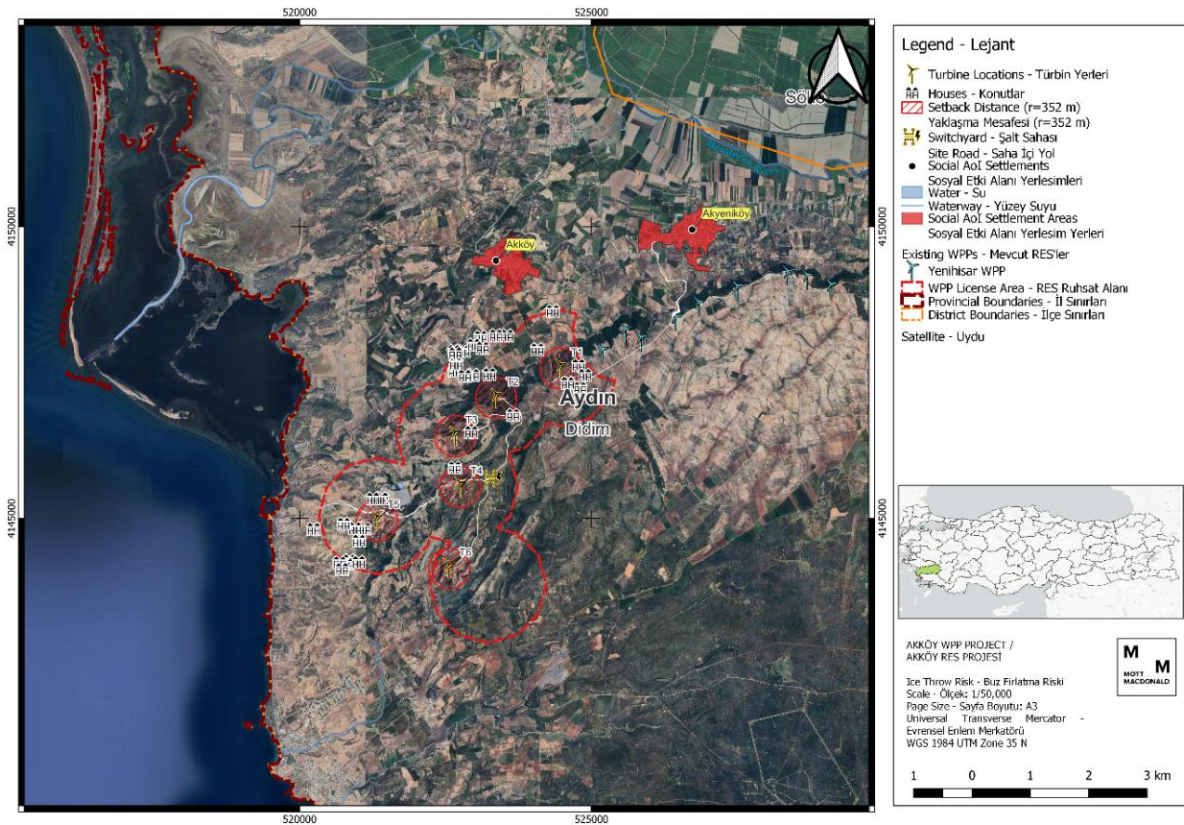 520000
525000
4150000
4150000
4145000
4145000
520000
525000
Akköy
Akyeniköy
T1
T2
T3
T4
T5
T6
Aydın
Didim
Legend - Lejant
Turbine Locations - Türbin Yerleri
Houses - Konutlar
Setback Distance (r=352 m)
Yaklaşma Mesafesi (r=352 m)
Switchyard - Şalt Sahası
Site Road - Saha İçi Yol
Social AoI Settlements
Sosyal Etki Alanı Yerleşimleri
Water - Su
Waterway - Yüzey Suyu
Social AoI Settlement Areas
Sosyal Etki Alanı Yerleşim Yerleri
Existing WPPs - Mevcut RES'ler
Yenihisar WPP
WPP License Area - RES Ruhsat Alanı
Provincial Boundaries - İl Sınırları
District Boundaries - İlçe Sınırları
Satellite - Uydu
AKKÖY WPP PROJECT /
AKKÖY RES PROJESİ
M
M
MOTT
MACDONALD
Ice Throw Risk - Buz Fırlatma Riski
Scale - Ölçek: 1/50,000
Page Size - Sayfa Boyutu: A3
Universal Transverse Mercator -
Evrensel Enlem Merkatörü
WGS 1984 UTM Zone 35 N
1 0 1 2 3 km